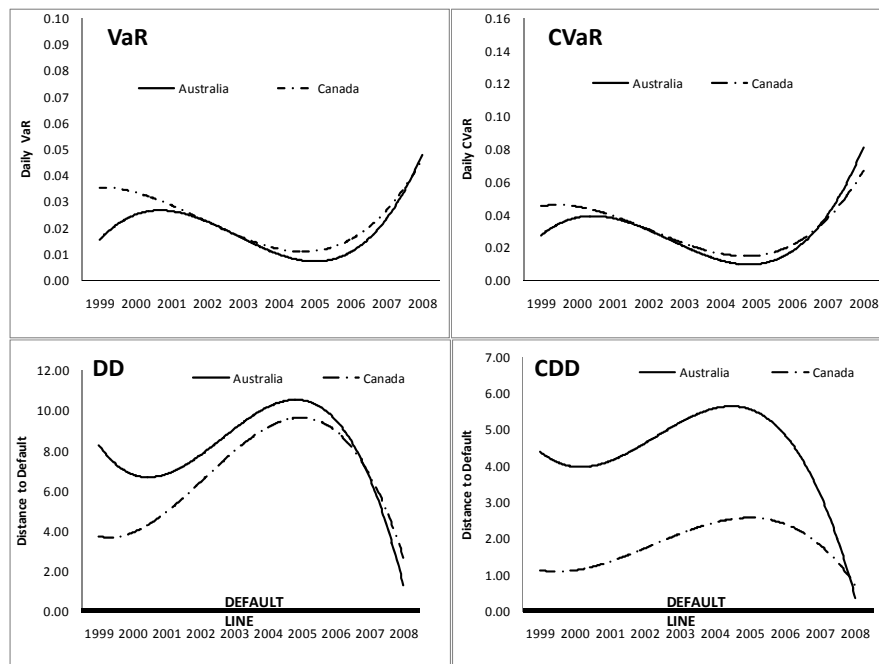 VaR
Australia Canada
Daily VaR
0.10
0.09
0.08
0.07
0.06
0.05
0.04
0.03
0.02
0.01
0.00
1999 2000 2001 2002 2003 2004 2005 2006 2007 2008
CVaR
Australia Canada
Daily CVaR
0.16
0.14
0.12
0.10
0.08
0.06
0.04
0.02
0.00
1999 2000 2001 2002 2003 2004 2005 2006 2007 2008
DD
Australia Canada
Distance to Default
12.00
10.00
8.00
6.00
4.00
2.00
0.00
DEFAULT
LINE
1999 2000 2001 2002 2003 2004 2005 2006 2007 2008
CDD
Australia Canada
Distance to Default
7.00
6.00
5.00
4.00
3.00
2.00
1.00
0.00
DEFAULT
LINE
1999 2000 2001 2002 2003 2004 2005 2006 2007 2008